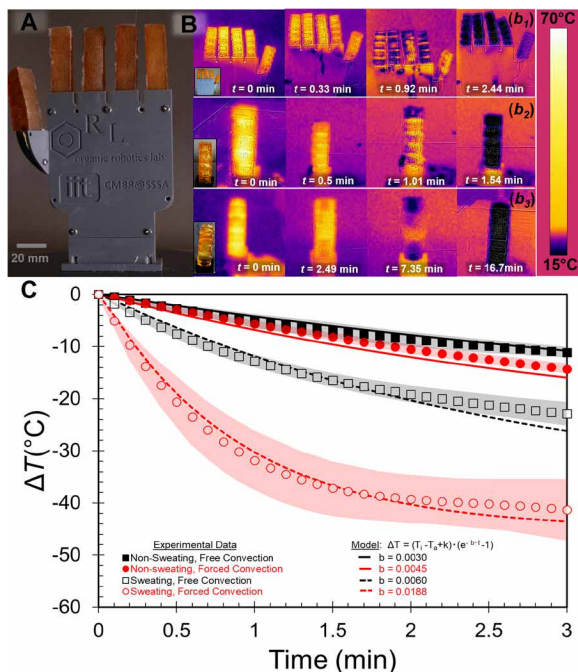 A
B
(b1)
70°C
t = 0 min
t = 0.33 min
t = 0.92 min
t = 2.44 min
(b2)
t = 0 min
t = 0.5 min
t = 1.01 min
t = 1.54 min
(b3)
t = 0 min
t = 2.49 min
t = 7.35 min
t = 16.7min
15°C
R L
organic robotics lab
iit
CMBR@SSSA
20 mm
C
0
-10
-20
-30
-40
-50
-60
ΔT(°C)
Experimental Data
Non-Sweating, Free Convection
Non-sweating, Forced Convection
Sweating, Free Convection
Sweating, Forced Convection
Model: ΔT = (Ti -Ta+k)·(e^-b·t-1)
b = 0.0030
b = 0.0045
b = 0.0060
b = 0.0188
0 0.5 1 1.5 2 2.5 3
Time (min)